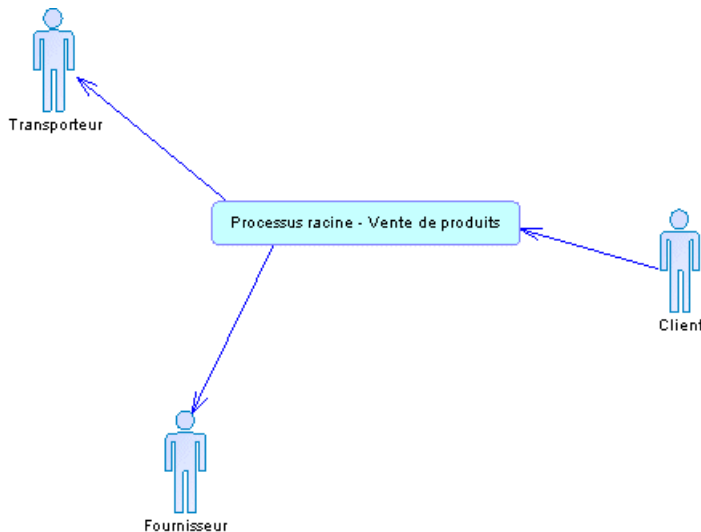 Transporteur
Processus racine - Vente de produits
Client
Fournisseur